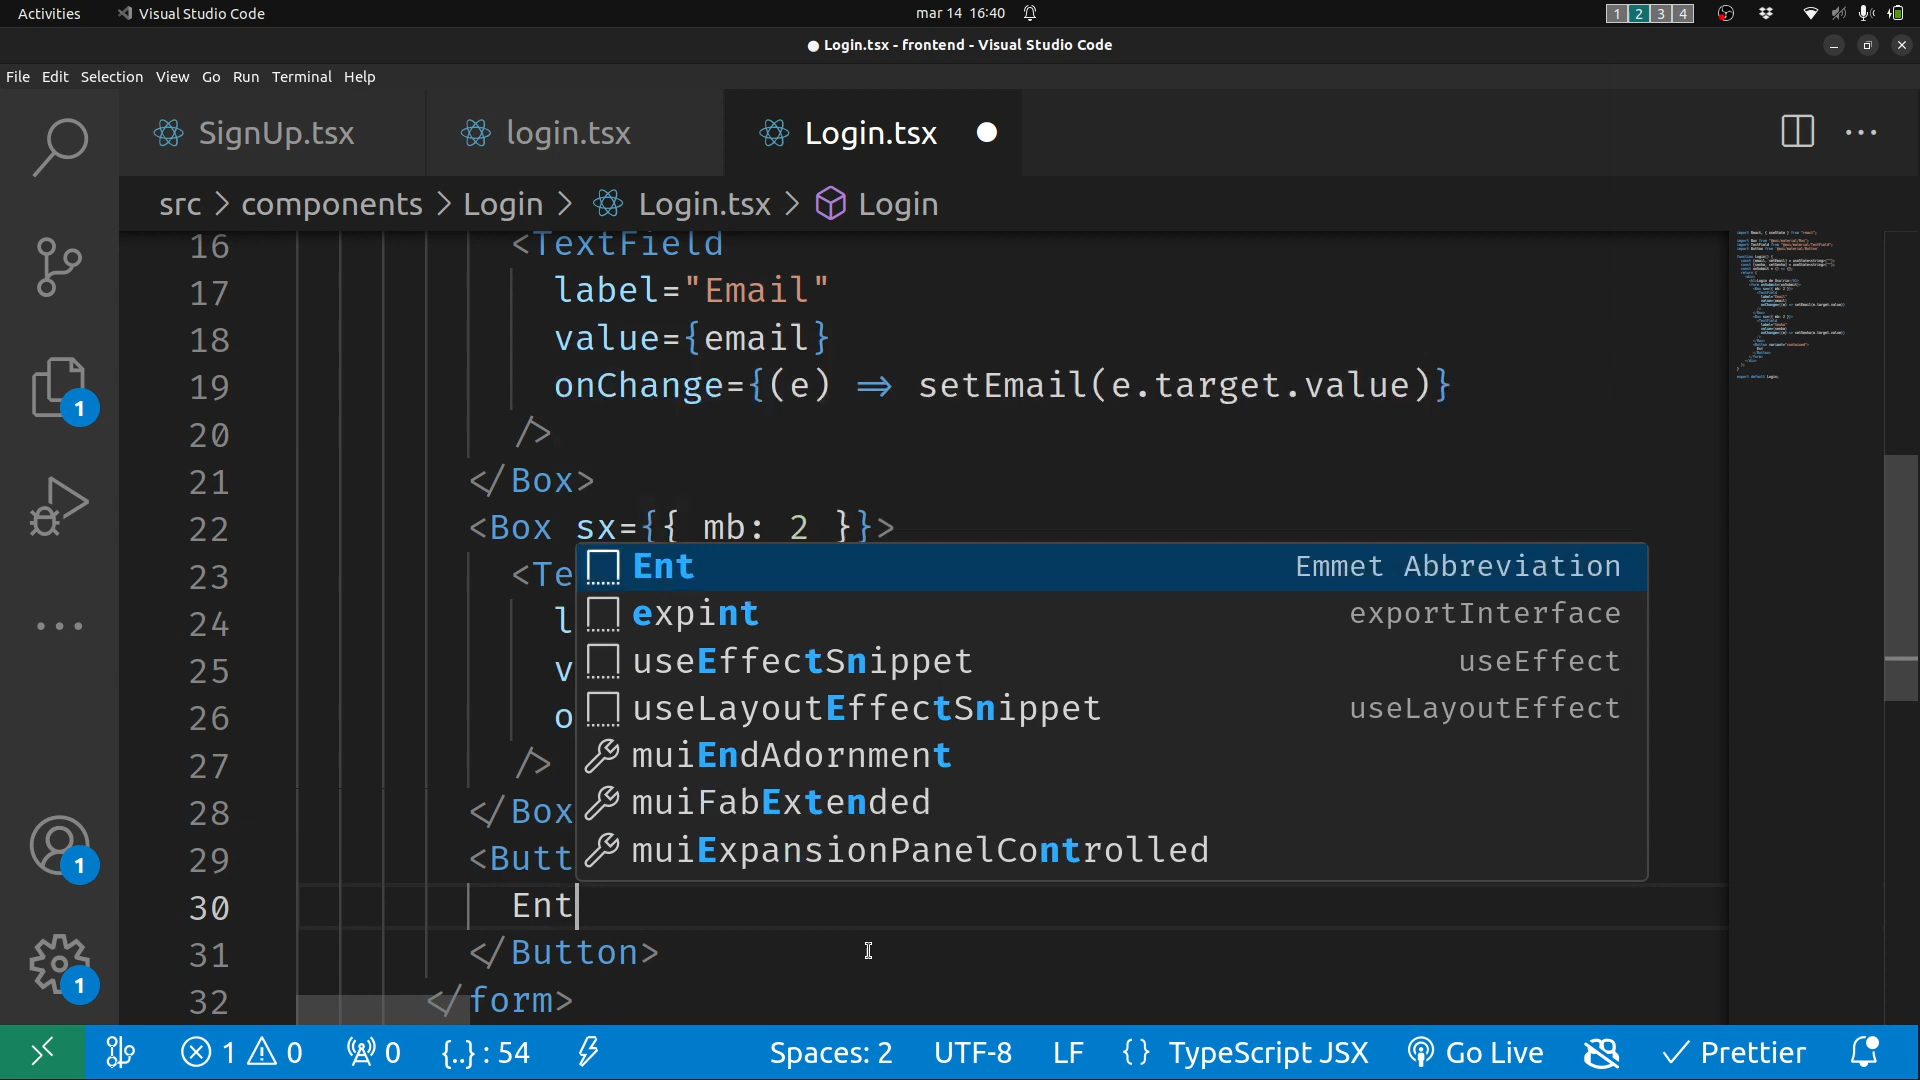 Activities Visual Studio Code mar 14 16:40 1 2 3 4
● Login.tsx - frontend - Visual Studio Code
File Edit Selection View Go Run Terminal Help
SignUp.tsx login.tsx Login.tsx
src > components > Login > Login.tsx > Login
16 <TextField
17 label="Email"
18 value={email}
19 onChange={(e) => setEmail(e.target.value)}
20 />
21 </Box>
22 <Box sx={{ mb: 2 }}>
23 <Te
24 l
25 v
26 o
27 />
28 </Box
29 <Butt
30 Ent
31 </Button>
32 </form>
Ent Emmet Abbreviation
expint exportInterface
useEffectSnippet useEffect
useLayoutEffectSnippet useLayoutEffect
muiEndAdornment
muiFabExtended
muiExpansionPanelControlled
1
1
1
1 0 0 {..} : 54 Spaces: 2 UTF-8 LF {} TypeScript JSX Go Live Prettier